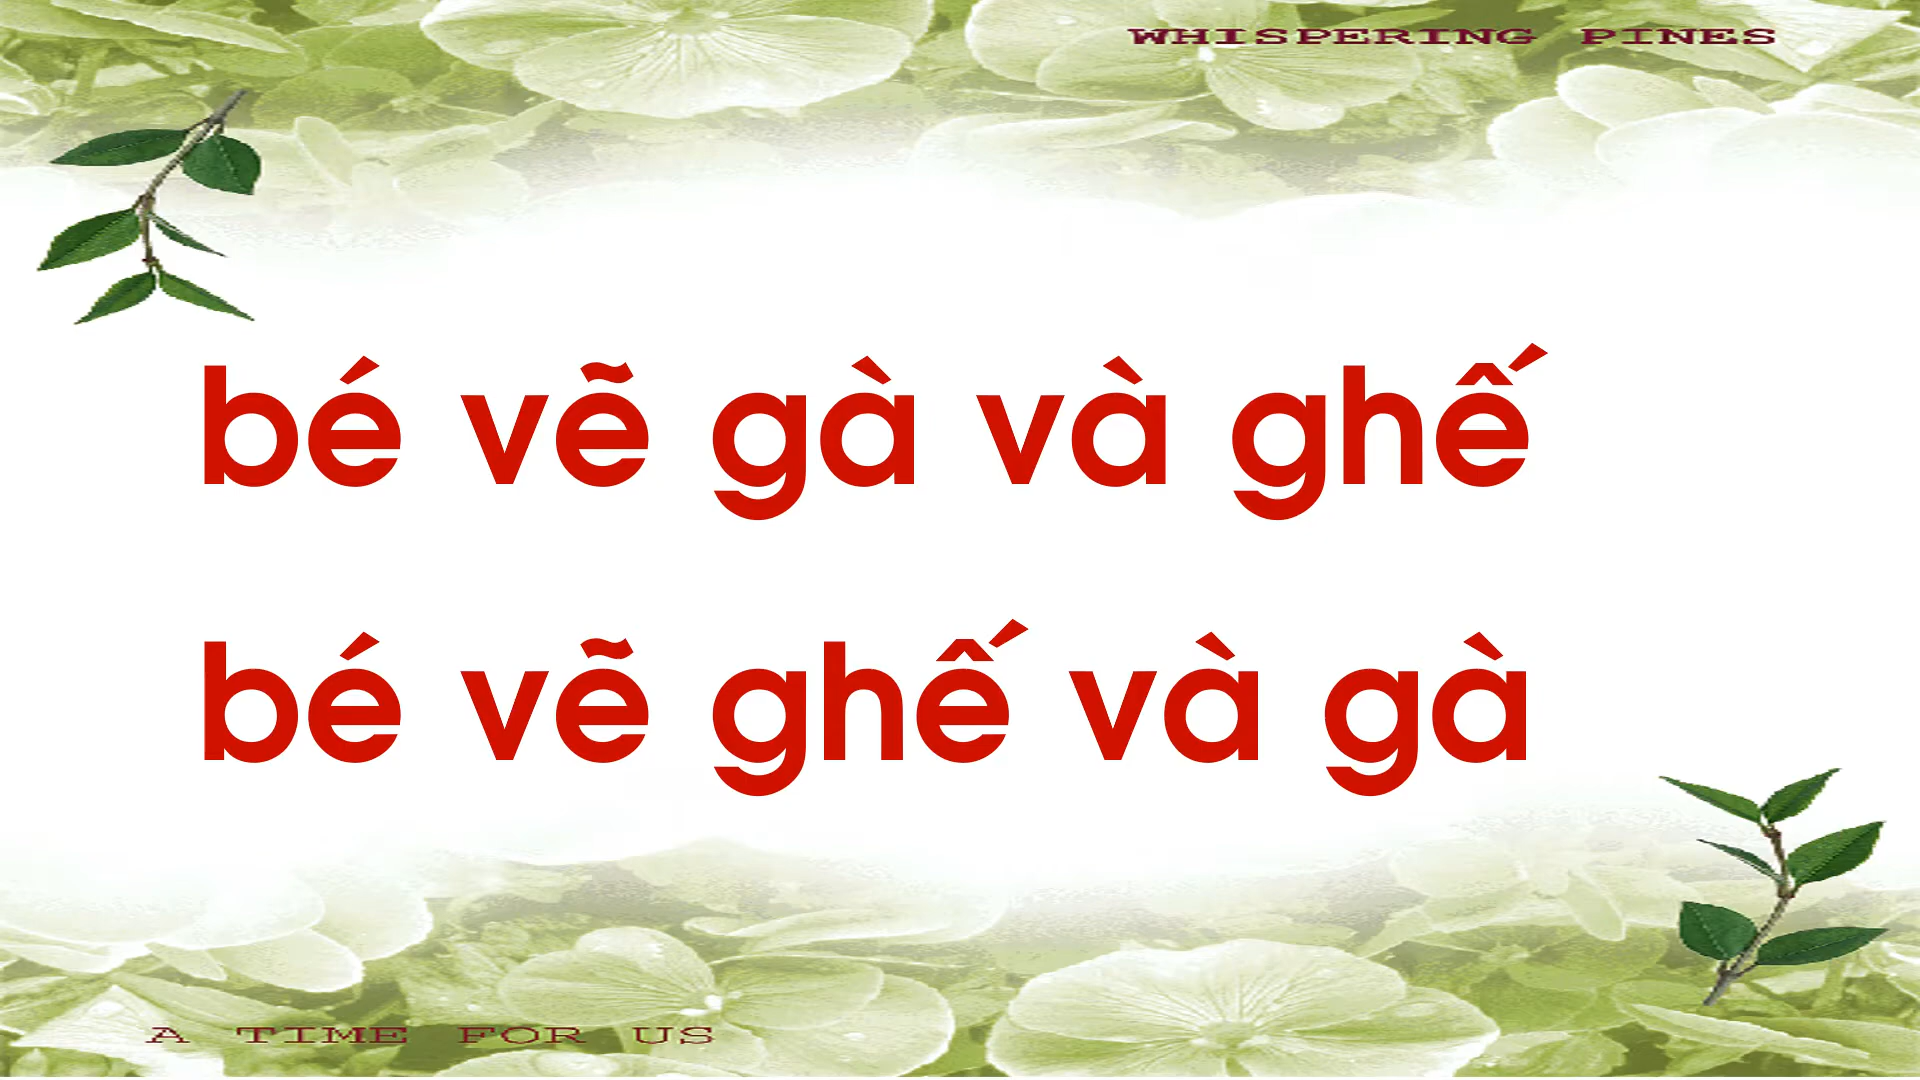 WHISPERING PINES
bé vẽ gà và ghế
bé vẽ ghế và gà
A TIME FOR US